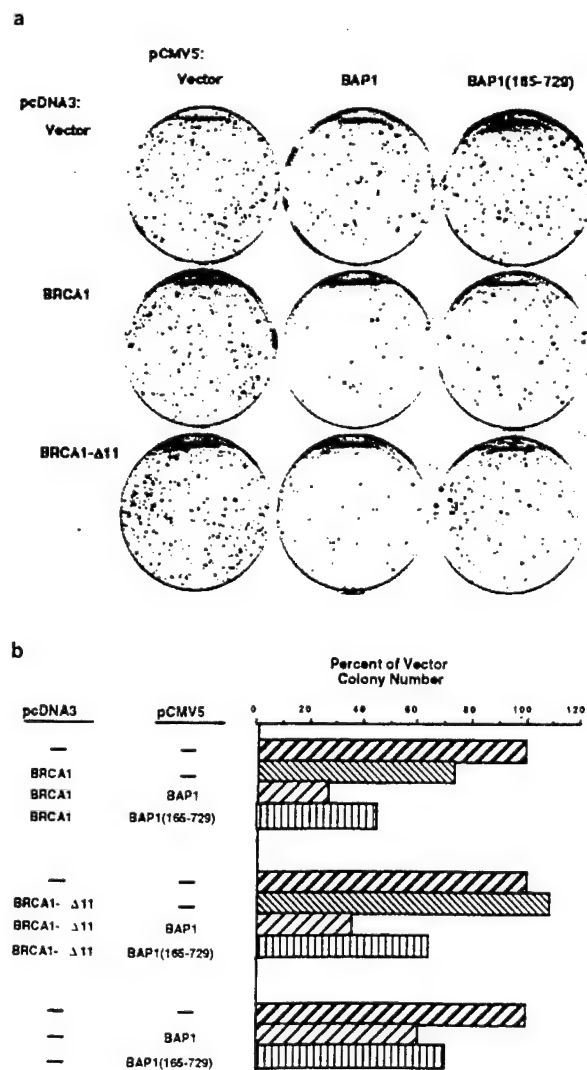 a
pCMV5:
Vector BAP1 BAP1(165-729)
pcDNA3:
Vector
BRCA1
BRCA1-Δ11
b
Percent of Vector
Colony Number
pcDNA3 pCMV5
0 20 40 60 80 100 120
— —
BRCA1 —
BRCA1 BAP1
BRCA1 BAP1(165-729)
— —
BRCA1- Δ11 —
BRCA1- Δ11 BAP1
BRCA1- Δ11 BAP1(165-729)
— —
— BAP1
— BAP1(165-729)